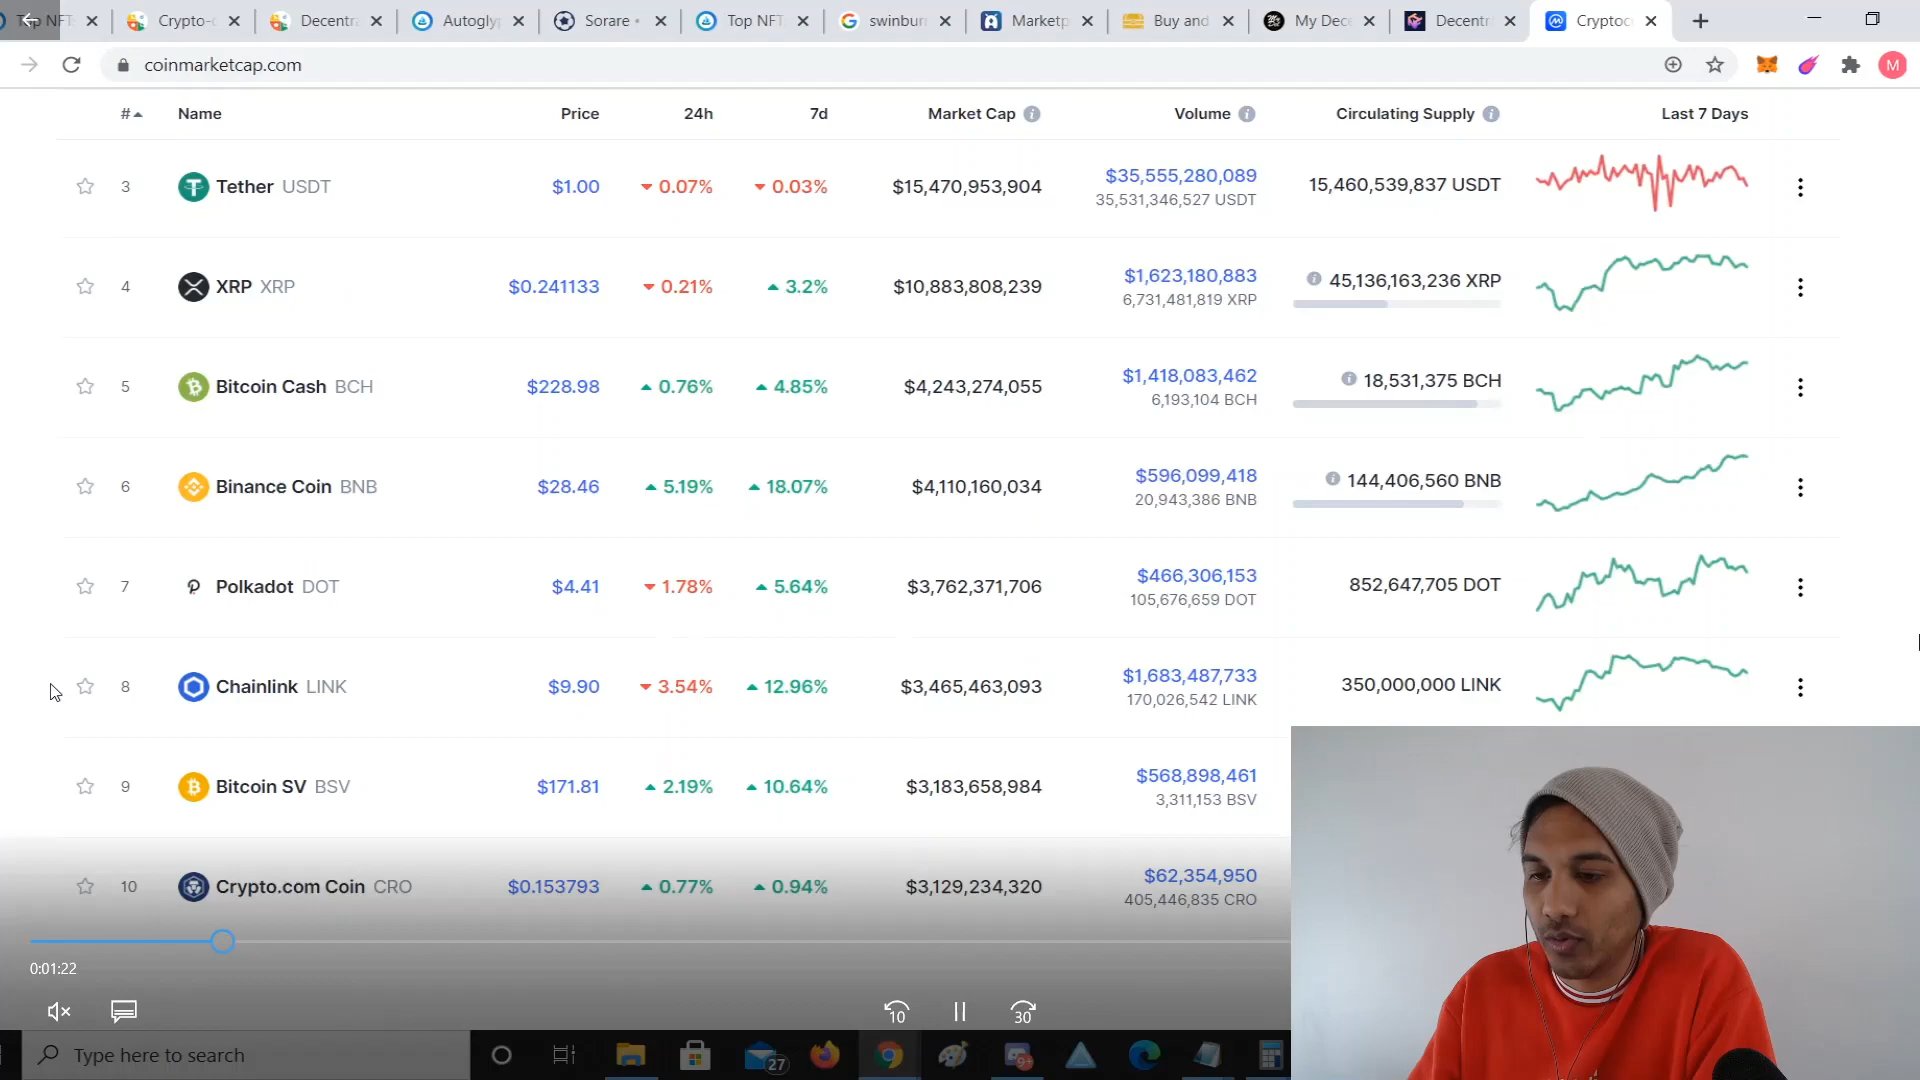 Top NFTs Crypto- Decentra Autoglyp Sorare • Top NFT swinburn Marketp Buy and My Dece Decentra Cryptoc
coinmarketcap.com M
# Name Price 24h 7d Market Cap Volume Circulating Supply Last 7 Days
3 Tether USDT $1.00 0.07% 0.03% $15,470,953,904 $35,555,280,089 15,460,539,837 USDT
35,531,346,527 USDT
4 XRP XRP $0.241133 0.21% 3.2% $10,883,808,239 $1,623,180,883 45,136,163,236 XRP
6,731,481,819 XRP
5 Bitcoin Cash BCH $228.98 0.76% 4.85% $4,243,274,055 $1,418,083,462 18,531,375 BCH
6,193,104 BCH
6 Binance Coin BNB $28.46 5.19% 18.07% $4,110,160,034 $596,099,418 144,406,560 BNB
20,943,386 BNB
7 Polkadot DOT $4.41 1.78% 5.64% $3,762,371,706 $466,306,153 852,647,705 DOT
105,676,659 DOT
8 Chainlink LINK $9.90 3.54% 12.96% $3,465,463,093 $1,683,487,733 350,000,000 LINK
170,026,542 LINK
9 Bitcoin SV BSV $171.81 2.19% 10.64% $3,183,658,984 $568,898,461
3,311,153 BSV
10 Crypto.com Coin CRO $0.153793 0.77% 0.94% $3,129,234,320 $62,354,950
405,446,835 CRO
0:01:22
10 30
Type here to search 27 9+